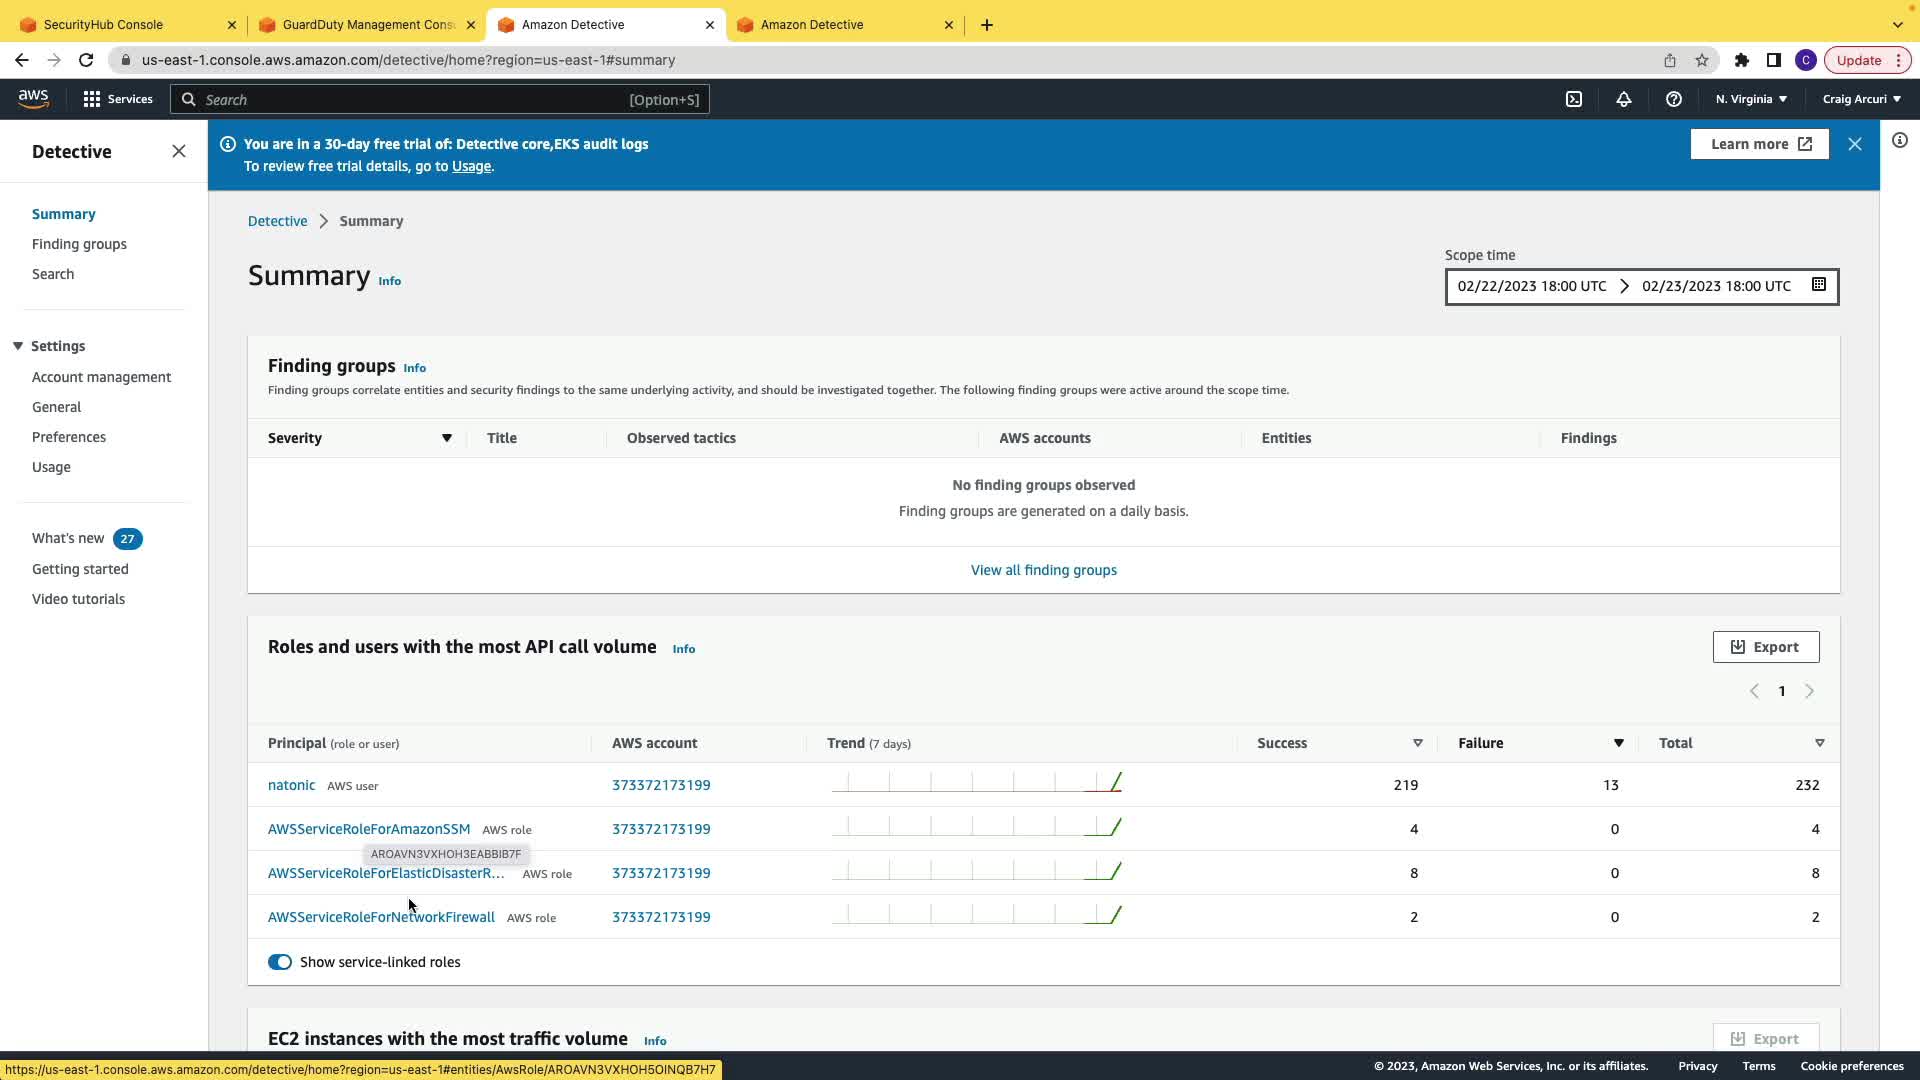 SecurityHub Console
GuardDuty Management Cons
Amazon Detective
Amazon Detective
us-east-1.console.aws.amazon.com/detective/home?region=us-east-1#summary
C
Update
aws
Services
Search
[Option+S]
N. Virginia
Craig Arcuri
Detective
Summary
Finding groups
Search
Settings
Account management
General
Preferences
Usage
What's new 27
Getting started
Video tutorials
You are in a 30-day free trial of: Detective core,EKS audit logs
To review free trial details, go to Usage.
Learn more
Detective > Summary
Summary Info
Scope time
02/22/2023 18:00 UTC > 02/23/2023 18:00 UTC
Finding groups Info
Finding groups correlate entities and security findings to the same underlying activity, and should be investigated together. The following finding groups were active around the scope time.
Severity Title Observed tactics AWS accounts Entities Findings
No finding groups observed
Finding groups are generated on a daily basis.
View all finding groups
Roles and users with the most API call volume Info
Export
1
Principal (role or user) AWS account Trend (7 days) Success Failure Total
natonic AWS user 373372173199 219 13 232
AWSServiceRoleForAmazonSSM AWS role 373372173199 4 0 4
AROAVN3VXHOH3EABBIB7F
AWSServiceRoleForElasticDisasterR... AWS role 373372173199 8 0 8
AWSServiceRoleForNetworkFirewall AWS role 373372173199 2 0 2
Show service-linked roles
EC2 instances with the most traffic volume Info
Export
https://us-east-1.console.aws.amazon.com/detective/home?region=us-east-1#entities/AwsRole/AROAVN3VXHOH5OINQB7H7
© 2023, Amazon Web Services, Inc. or its affiliates.
Privacy
Terms
Cookie preferences